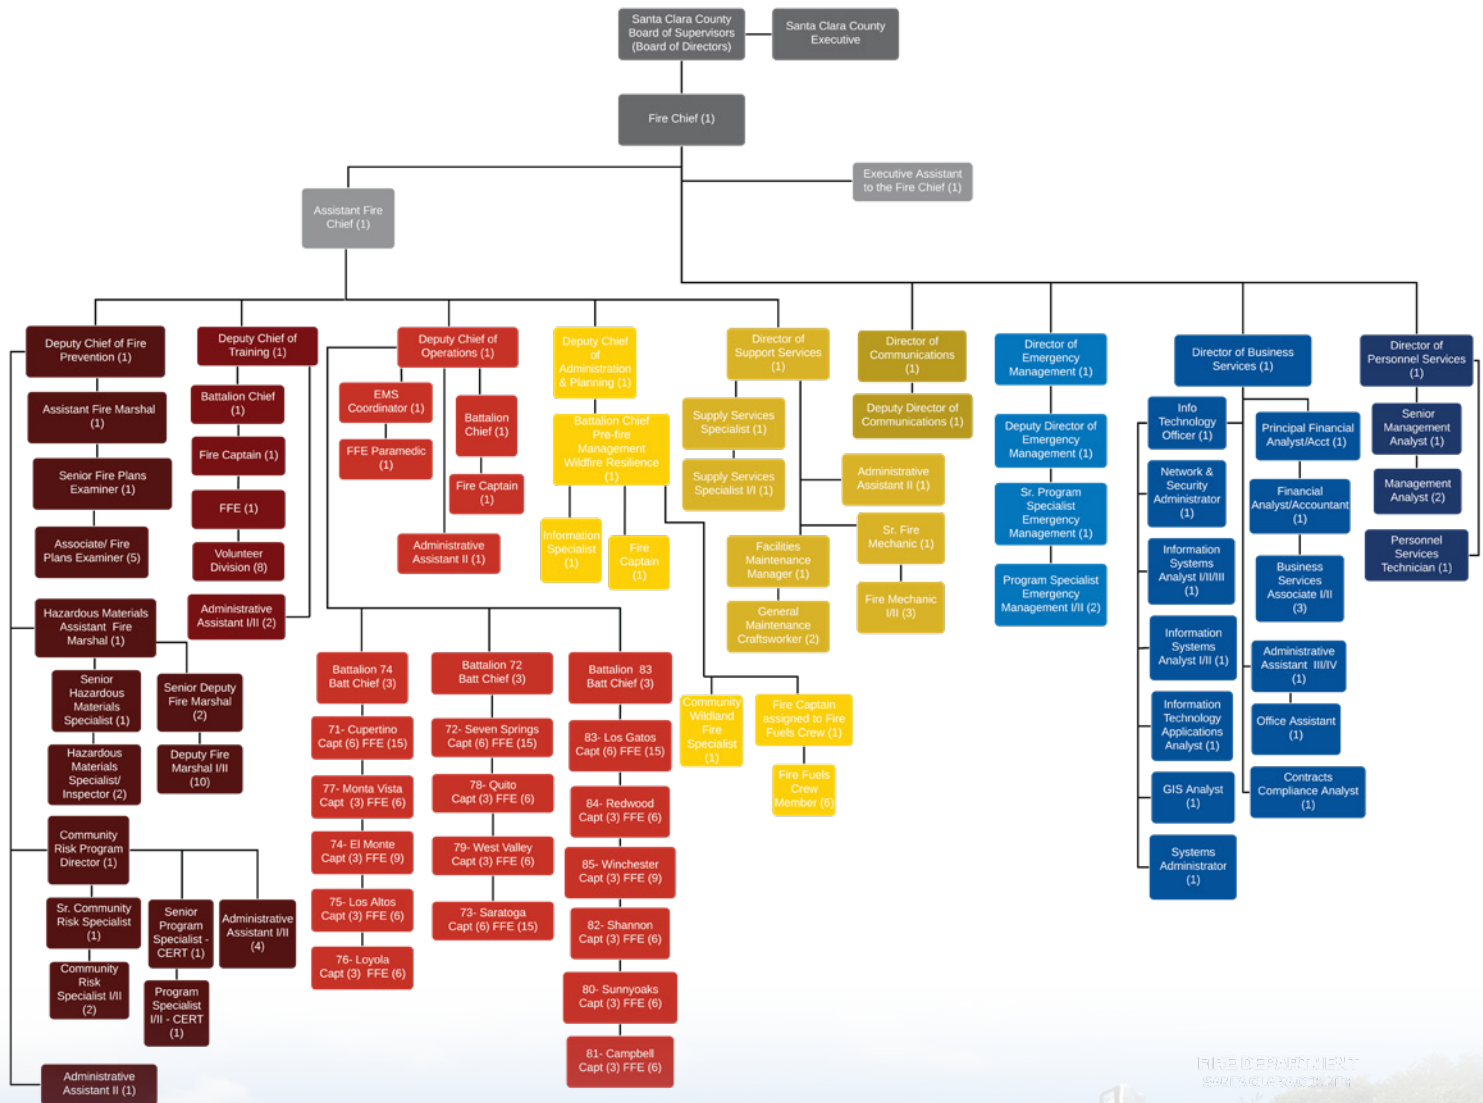 Santa Clara County
Board of Supervisors
(Board of Directors)
Santa Clara County
Executive
Fire Chief (1)
Executive Assistant
to the Fire Chief (1)
Assistant Fire
Chief (1)
Deputy Chief of Fire
Prevention (1)
Assistant Fire Marshal
(1)
Senior Fire Plans
Examiner (1)
Associate/ Fire
Plans Examiner (5)
Hazardous Materials
Assistant Fire
Marshal (1)
Senior
Hazardous
Materials
Specialist (1)
Hazardous
Materials
Specialist/
Inspector (2)
Senior Deputy
Fire Marshal
(2)
Deputy Fire
Marshal I/II
(10)
Community
Risk Program
Director (1)
Sr. Community
Risk Specialist
(1)
Community
Risk
Specialist I/II
(2)
Senior
Program
Specialist -
CERT (1)
Program
Specialist
I/II - CERT
(1)
Administrative
Assistant I/II
(4)
Administrative
Assistant II (1)
Deputy Chief of
Training (1)
Battalion Chief
(1)
Fire Captain (1)
FFE (1)
Volunteer
Division (8)
Administrative
Assistant I/II (2)
Deputy Chief of
Operations (1)
EMS
Coordinator (1)
FFE Paramedic
(1)
Battalion
Chief (1)
Fire Captain
(1)
Administrative
Assistant II (1)
Battalion 74
Batt Chief (3)
71- Cupertino
Capt (6) FFE (15)
77- Monta Vista
Capt (3) FFE (6)
74- El Monte
Capt (3) FFE (9)
75- Los Altos
Capt (3) FFE (6)
76- Loyola
Capt (3) FFE (6)
Battalion 72
Batt Chief (3)
72- Seven Springs
Capt (6) FFE (15)
78- Quito
Capt (3) FFE (6)
79- West Valley
Capt (3) FFE (6)
73- Saratoga
Capt (6) FFE (15)
Battalion 83
Batt Chief (3)
83- Los Gatos
Capt (6) FFE (15)
84- Redwood
Capt (3) FFE (6)
85- Winchester
Capt (3) FFE (9)
82- Shannon
Capt (3) FFE (6)
80- Sunnyoaks
Capt (3) FFE (6)
81- Campbell
Capt (3) FFE (6)
Deputy Chief
of
Administration
& Planning (1)
Battalion Chief
Pre-fire
Management
Wildfire Resilience
(1)
Information
Specialist
(1)
Fire
Captain
(1)
Community
Wildland
Fire
Specialist
(1)
Fire Captain
assigned to Fire
Fuels Crew (1)
Fire Fuels
Crew
Member (6)
Director of
Support Services
(1)
Supply Services
Specialist (1)
Supply Services
Specialist I/I (1)
Administrative
Assistant II (1)
Sr. Fire
Mechanic (1)
Fire Mechanic
I/II (3)
Facilities
Maintenance
Manager (1)
General
Maintenance
Craftsworker (2)
Director of
Communications
(1)
Deputy Director of
Communications (1)
Director of
Emergency
Management (1)
Deputy Director of
Emergency
Management (1)
Sr. Program
Specialist
Emergency
Management (1)
Program Specialist
Emergency
Management I/II (2)
Director of Business
Services (1)
Info
Technology
Officer (1)
Network &
Security
Administrator
(1)
Information
Systems
Analyst I/II/III
(1)
Information
Systems
Analyst I/II (1)
Information
Technology
Applications
Analyst (1)
GIS Analyst
(1)
Systems
Administrator
(1)
Principal Financial
Analyst/Acct (1)
Financial
Analyst/Accountant
(1)
Business
Services
Associate I/II
(3)
Administrative
Assistant III/IV
(1)
Office Assistant
(1)
Contracts
Compliance Analyst
(1)
Director of
Personnel Services
(1)
Senior
Management
Analyst (1)
Management
Analyst (2)
Personnel
Services
Technician (1)
FIRE DEPARTMENT
SANTA CLARA COUNTY